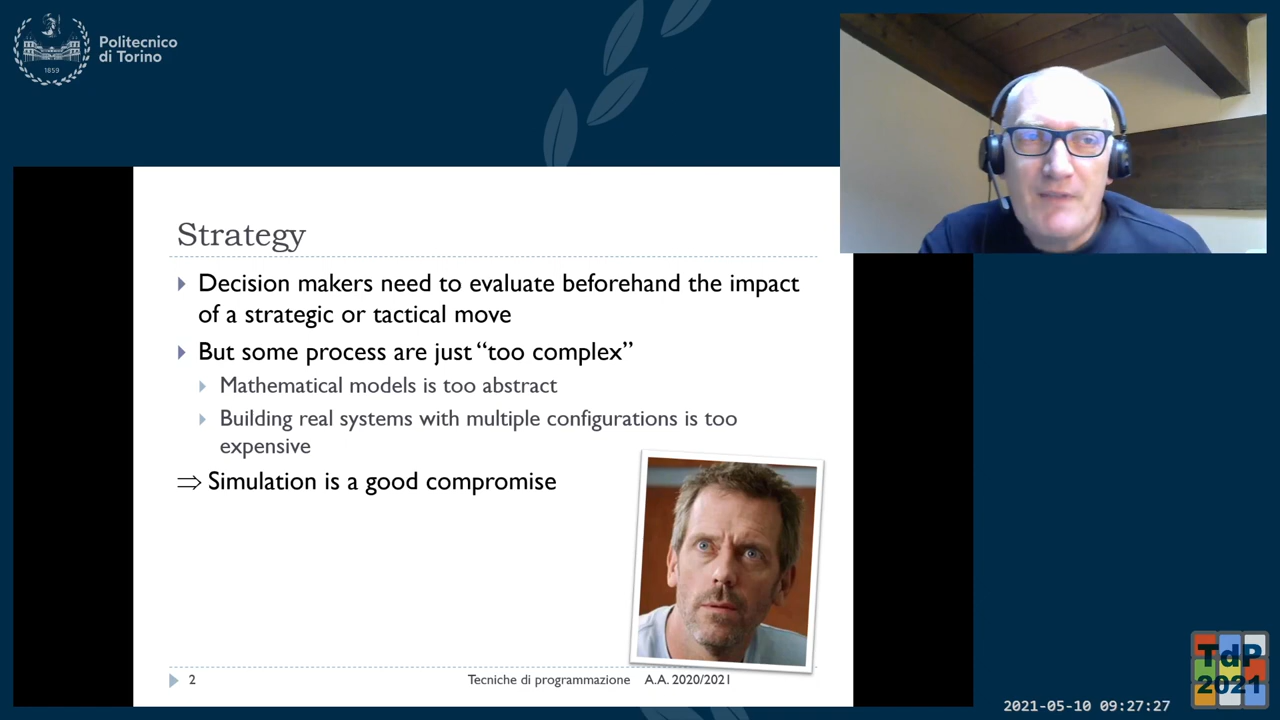 Politecnico
di Torino
1859
Strategy
Decision makers need to evaluate beforehand the impact
of a strategic or tactical move
But some process are just “too complex”
Mathematical models is too abstract
Building real systems with multiple configurations is too
expensive
⇒ Simulation is a good compromise
2
Tecniche di programmazione A.A. 2020/2021
TdP
2021
2021-05-10 09:27:27